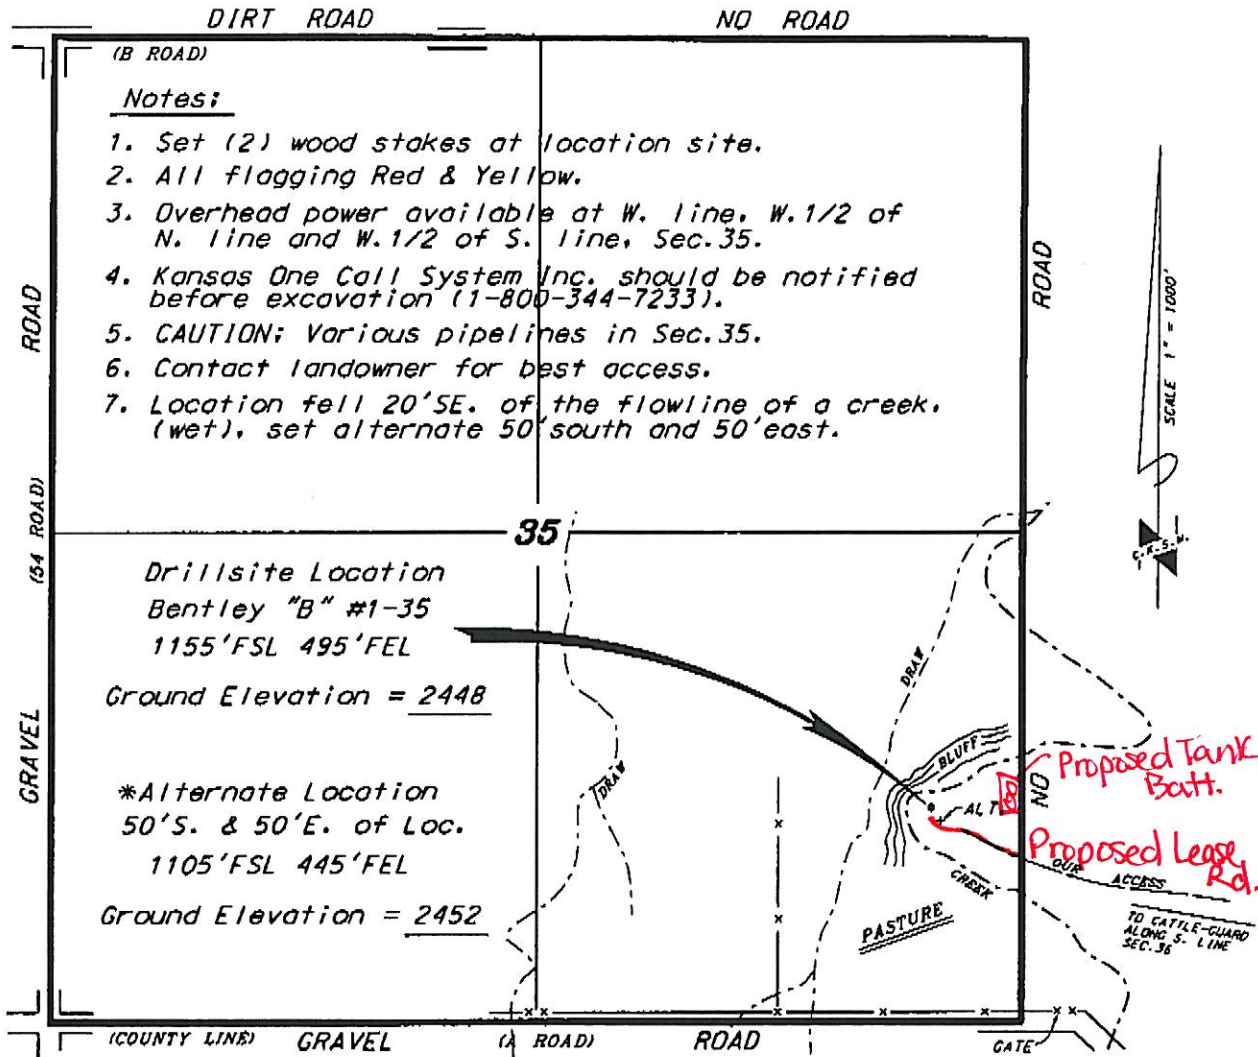 DIRT ROAD NO ROAD
(B ROAD)
Notes:
1. Set (2) wood stakes at location site.
2. All flagging Red & Yellow.
3. Overhead power available at W. line, W.1/2 of
N. line and W.1/2 of S. line, Sec.35.
4. Kansas One Call System Inc. should be notified
before excavation (1-800-344-7233).
5. CAUTION: Various pipelines in Sec.35.
6. Contact landowner for best access.
7. Location fell 20'SE. of the flowline of a creek,
(wet), set alternate 50'south and 50'east.
ROAD
ROAD
SCALE 1" = 1000'
(54 ROAD)
35
C.K.S.W.
Drillsite Location
Bentley "B" #1-35
1155'FSL 495'FEL
Ground Elevation = 2448
DRAW
GRAVEL
BLUFF
Proposed Tank
Batt.
NO
*Alternate Location
50'S. & 50'E. of Loc.
1105'FSL 445'FEL
Ground Elevation = 2452
DRAW
ALT
Proposed Lease
Rd.
OUR ACCESS
CREEK
PASTURE
TO CATTLE-GUARD
ALONG S. LINE
SEC.36
(COUNTY LINE) GRAVEL (A ROAD) ROAD
GATE